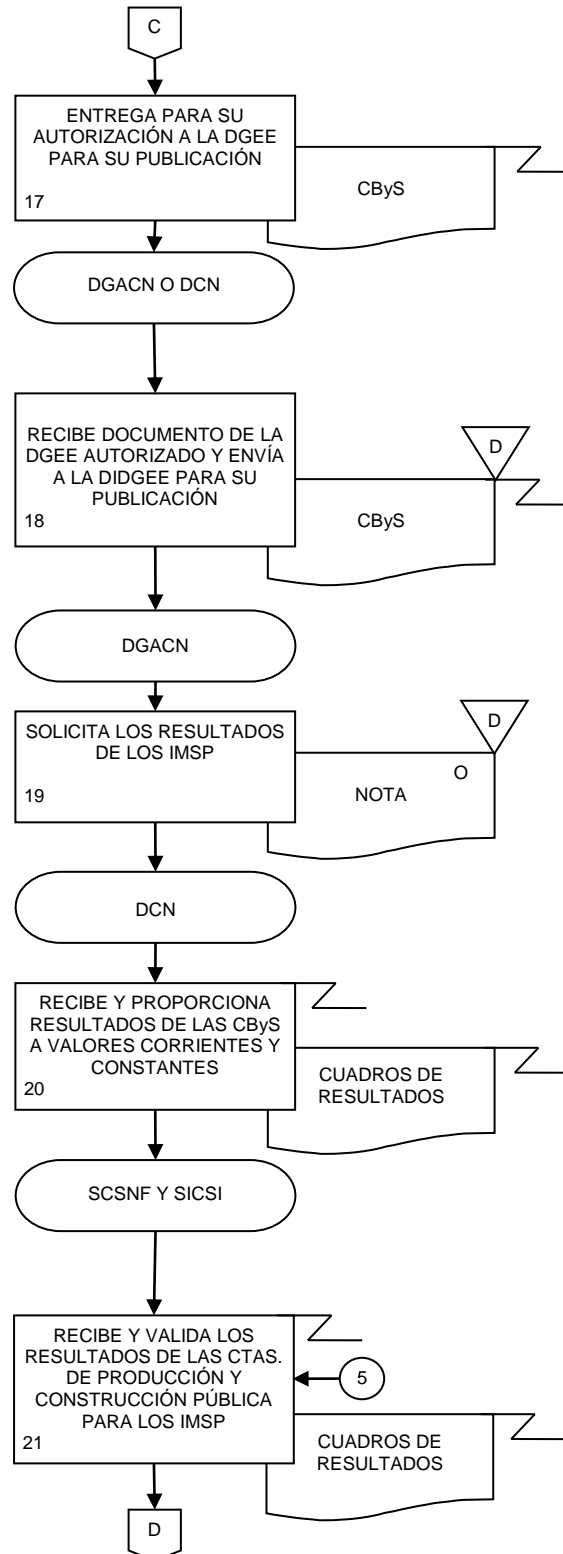 C
ENTREGA PARA SU
AUTORIZACIÓN A LA DGEE
PARA SU PUBLICACIÓN
17
CByS
DGACN O DCN
RECIBE DOCUMENTO DE LA
DGEE AUTORIZADO Y ENVÍA
A LA DIDGEE PARA SU
PUBLICACIÓN
18
D
CByS
DGACN
SOLICITA LOS RESULTADOS
DE LOS IMSP
19
D
O
NOTA
DCN
RECIBE Y PROPORCIONA
RESULTADOS DE LAS CByS
A VALORES CORRIENTES Y
CONSTANTES
20
CUADROS DE
RESULTADOS
SCSNF Y SICSI
RECIBE Y VALIDA LOS
RESULTADOS DE LAS CTAS.
DE PRODUCCIÓN Y
CONSTRUCCIÓN PÚBLICA
PARA LOS IMSP
21
5
CUADROS DE
RESULTADOS
D